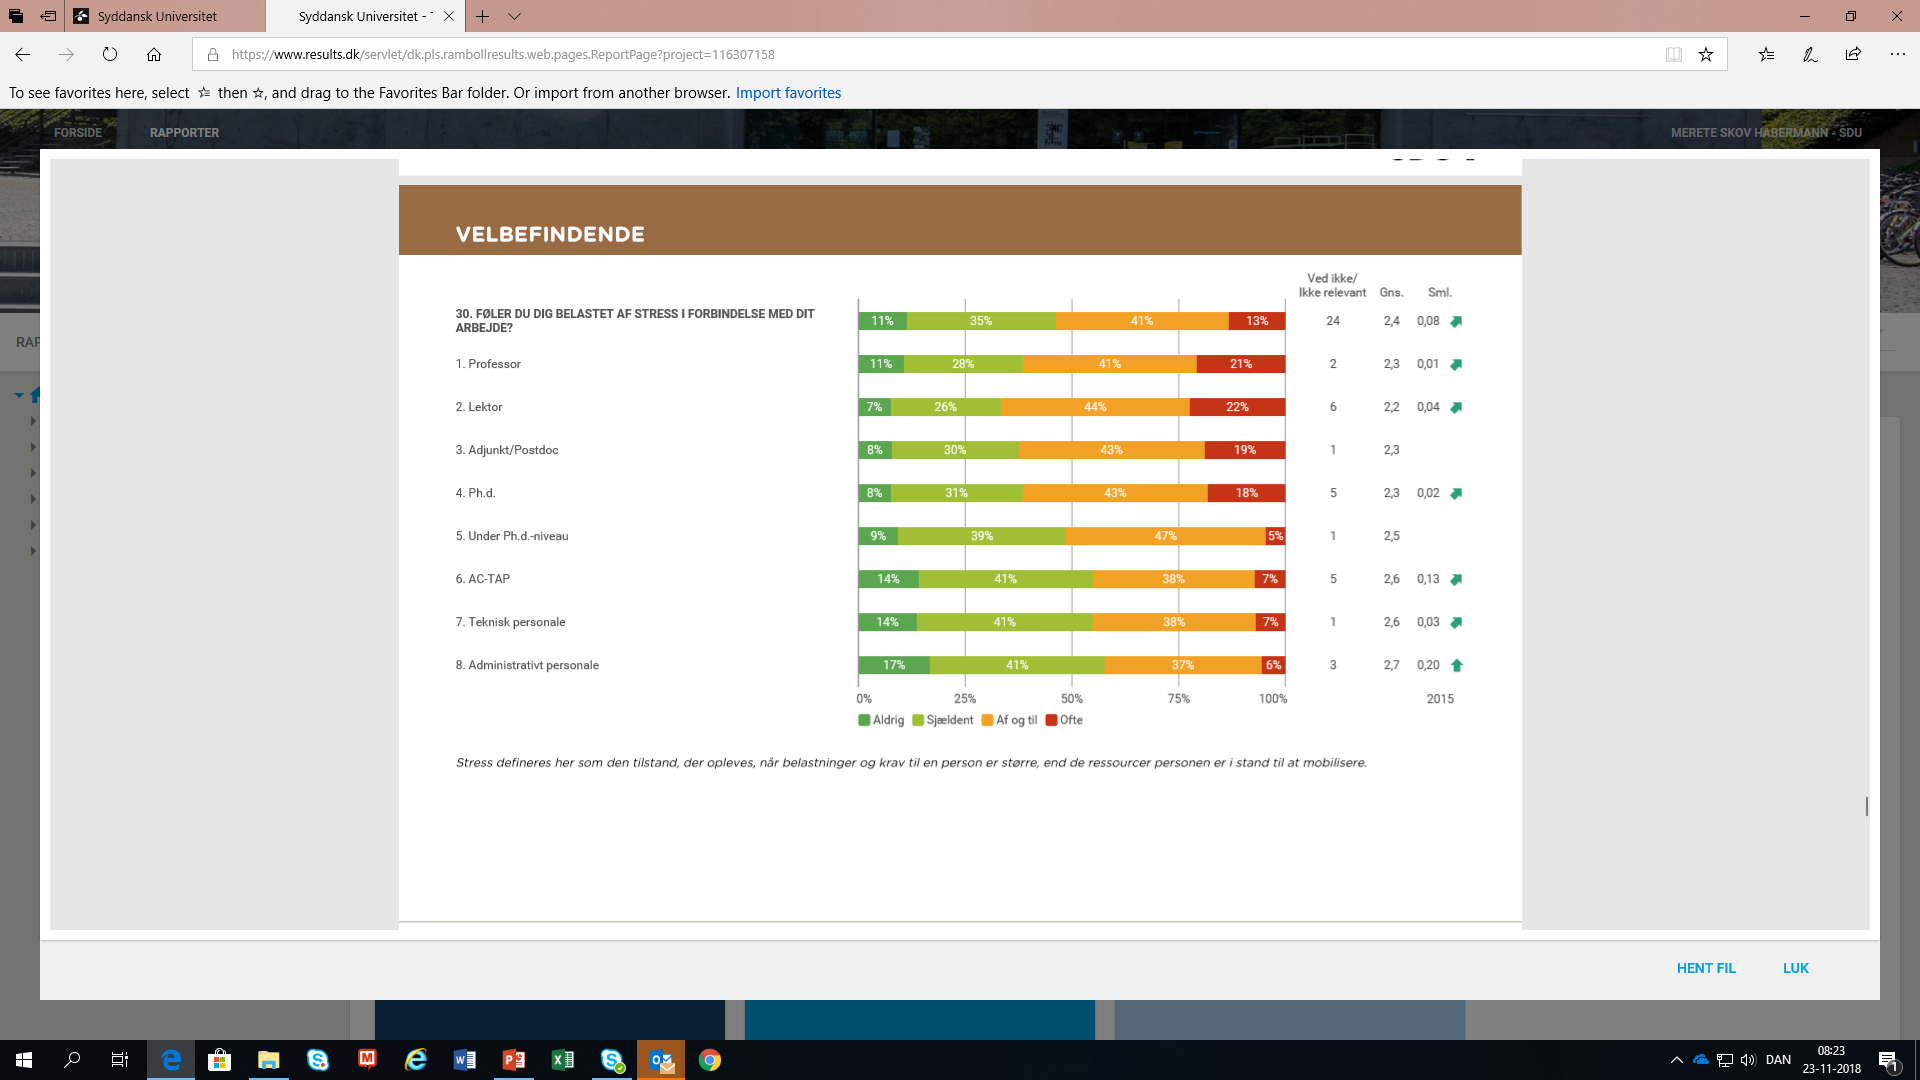 Syddansk Universitet
Syddansk Universitet - 
https://www.results.dk/servlet/dk.pls.rambollresults.web.pages.ReportPage?project=116307158
To see favorites here, select then ☆, and drag to the Favorites Bar folder. Or import from another browser. Import favorites
FORSIDE RAPPORTER MERETE SKOV HABERMANN - SDU
VELBEFINDENDE
Ved ikke/
Ikke relevant Gns. Sml.
30. FØLER DU DIG BELASTET AF STRESS I FORBINDELSE MED DIT
ARBEJDE?
11% 35% 41% 13% 24 2,4 0,08
1. Professor 11% 28% 41% 21% 2 2,3 0,01
2. Lektor 7% 26% 44% 22% 6 2,2 0,04
3. Adjunkt/Postdoc 8% 30% 43% 19% 1 2,3
4. Ph.d. 8% 31% 43% 18% 5 2,3 0,02
5. Under Ph.d.-niveau 9% 39% 47% 5% 1 2,5
6. AC-TAP 14% 41% 38% 7% 5 2,6 0,13
7. Teknisk personale 14% 41% 38% 7% 1 2,6 0,03
8. Administrativt personale 17% 41% 37% 6% 3 2,7 0,20
0% 25% 50% 75% 100% 2015
Aldrig Sjældent Af og til Ofte
Stress defineres her som den tilstand, der opleves, når belastninger og krav til en person er større, end de ressourcer personen er i stand til at mobilisere.
HENT FIL LUK
DAN
08:23
23-11-2018
1